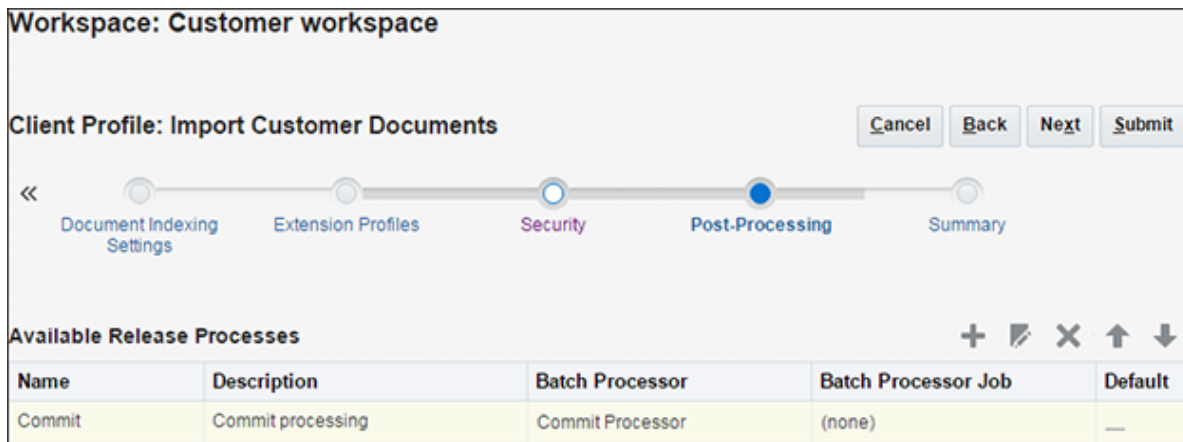 Workspace: Customer workspace
Client Profile: Import Customer Documents
Cancel Back Next Submit
«
Document Indexing Settings Extension Profiles Security Post-Processing Summary
Available Release Processes
Name Description Batch Processor Batch Processor Job Default
Commit Commit processing Commit Processor (none) —